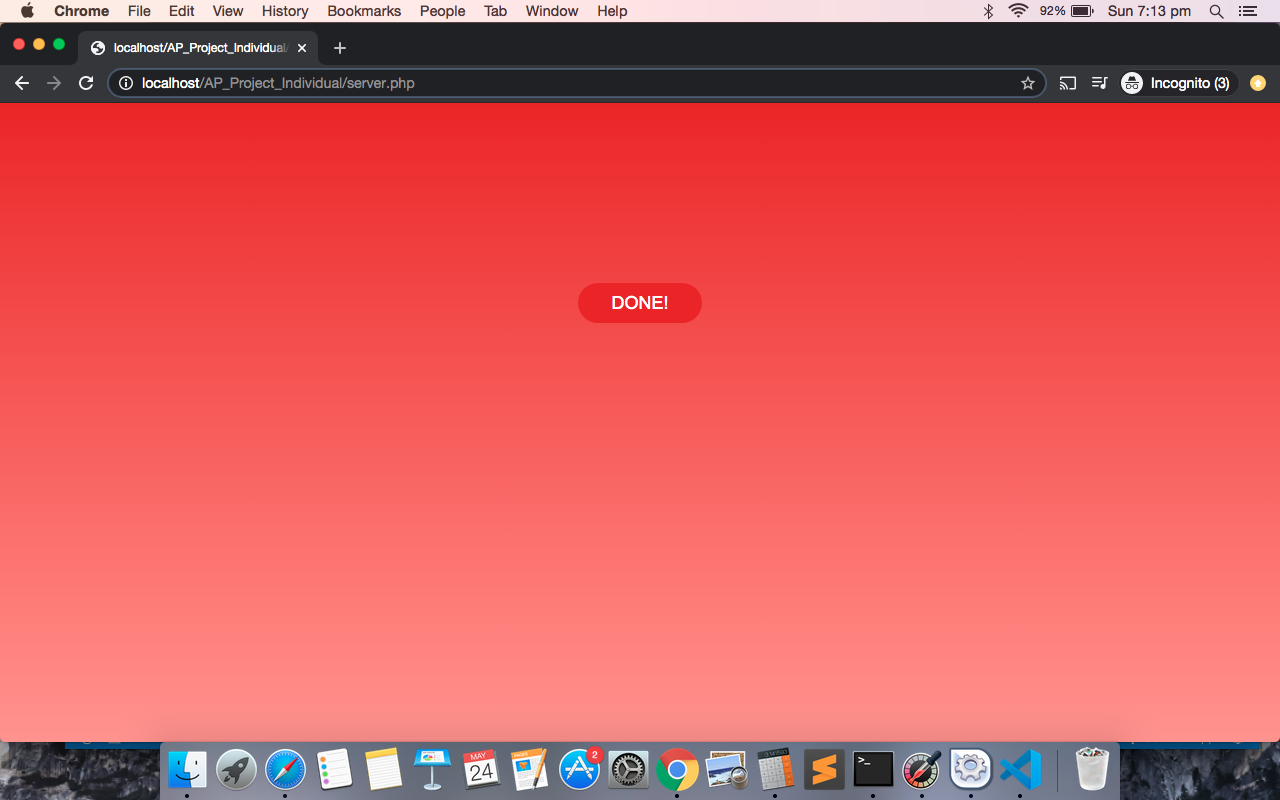 Chrome File Edit View History Bookmarks People Tab Window Help 92% Sun 7:13 pm
localhost/AP_Project_Individual/
localhost/AP_Project_Individual/server.php Incognito (3)
DONE!
MAY
24
2
>_